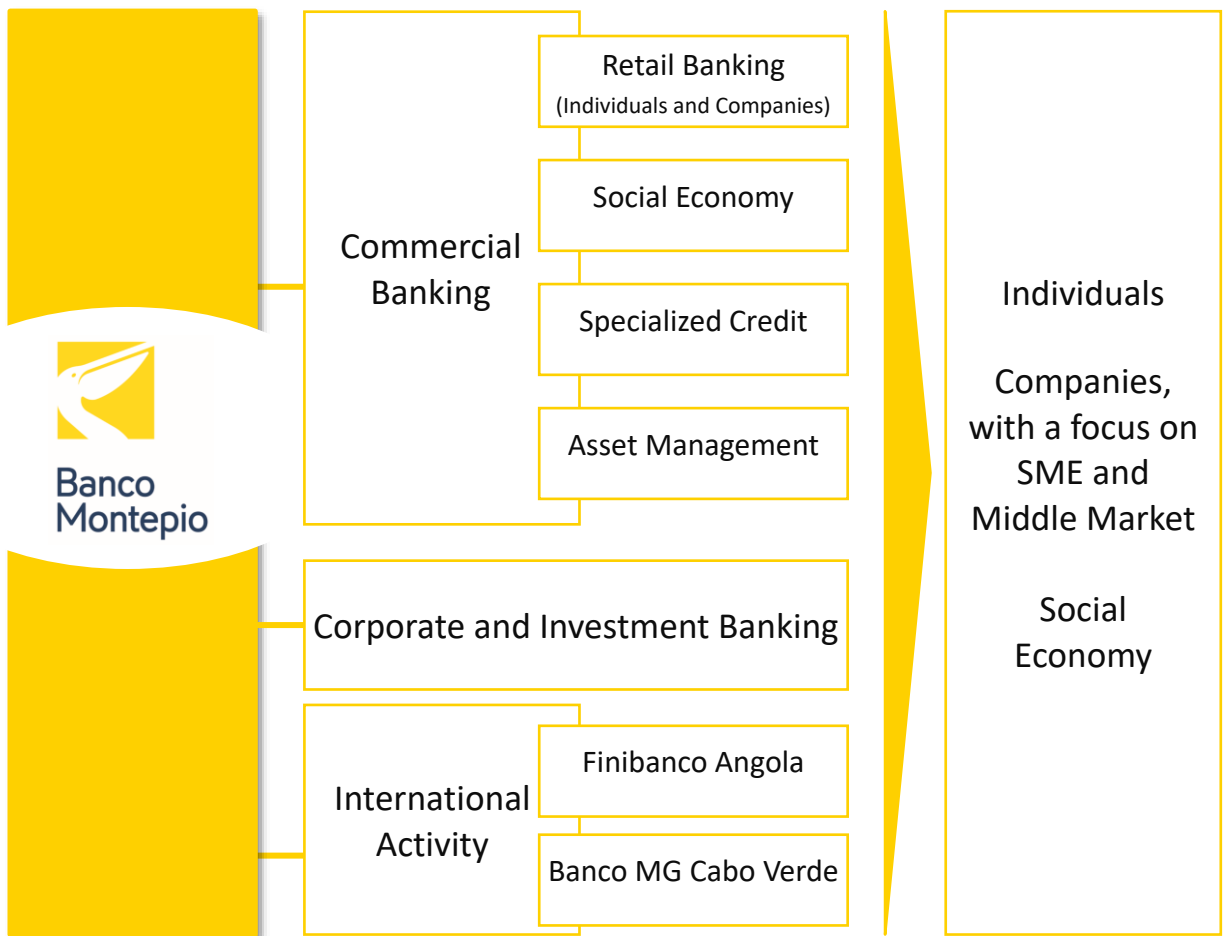 Banco
Montepio
Commercial
Banking
Retail Banking
(Individuals and Companies)
Social Economy
Specialized Credit
Asset Management
Corporate and Investment Banking
International
Activity
Finibanco Angola
Banco MG Cabo Verde
Individuals
Companies,
with a focus on
SME and
Middle Market
Social
Economy